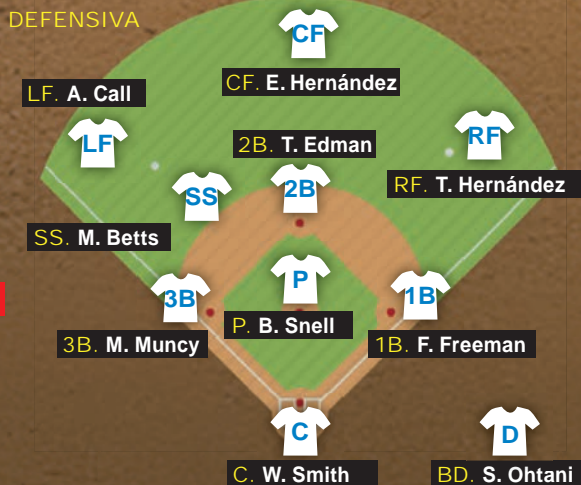 DEFENSIVA
CF
CF. E. Hernández
LF. A. Call
LF
RF
2B. T. Edman
RF. T. Hernández
SS
2B
SS. M. Betts
P
3B
1B
P. B. Snell
3B. M. Muncy
1B. F. Freeman
C
D
C. W. Smith
BD. S. Ohtani